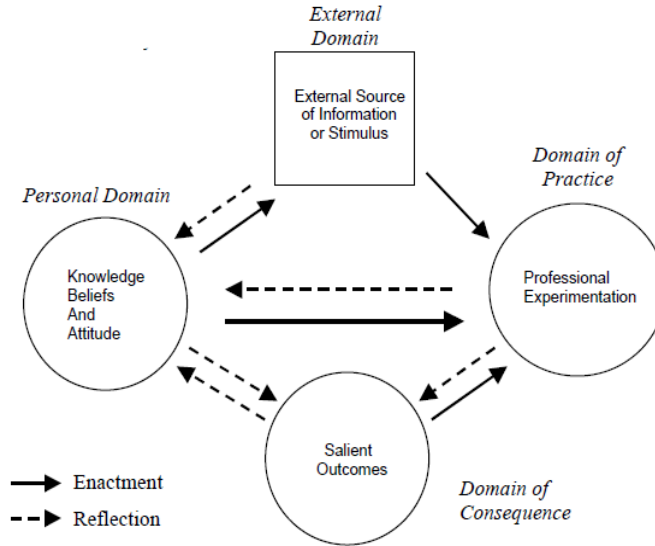 External
Domain
External Source
of Information
or Stimulus
Domain of
Practice
Personal Domain
Knowledge
Beliefs
And
Attitude
Professional
Experimentation
Salient
Outcomes
Enactment
Reflection
Domain of
Consequence